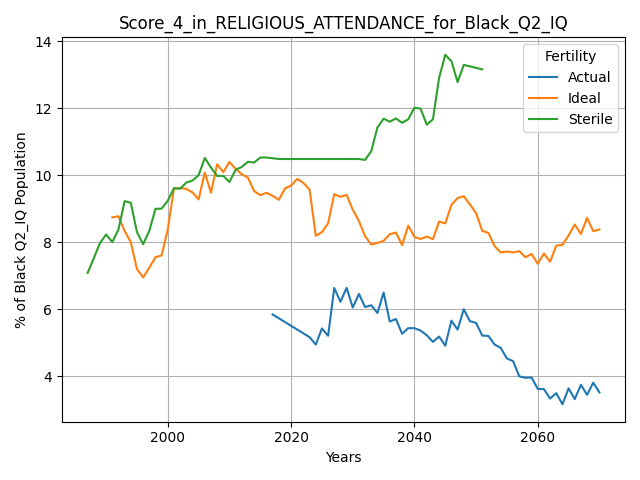 Score_4_in_RELIGIOUS_ATTENDANCE_for_Black_Q2_IQ
Fertility
Actual
Ideal
Sterile
% of Black Q2_IQ Population
14
12
10
8
6
4
2000
2020
2040
2060
Years